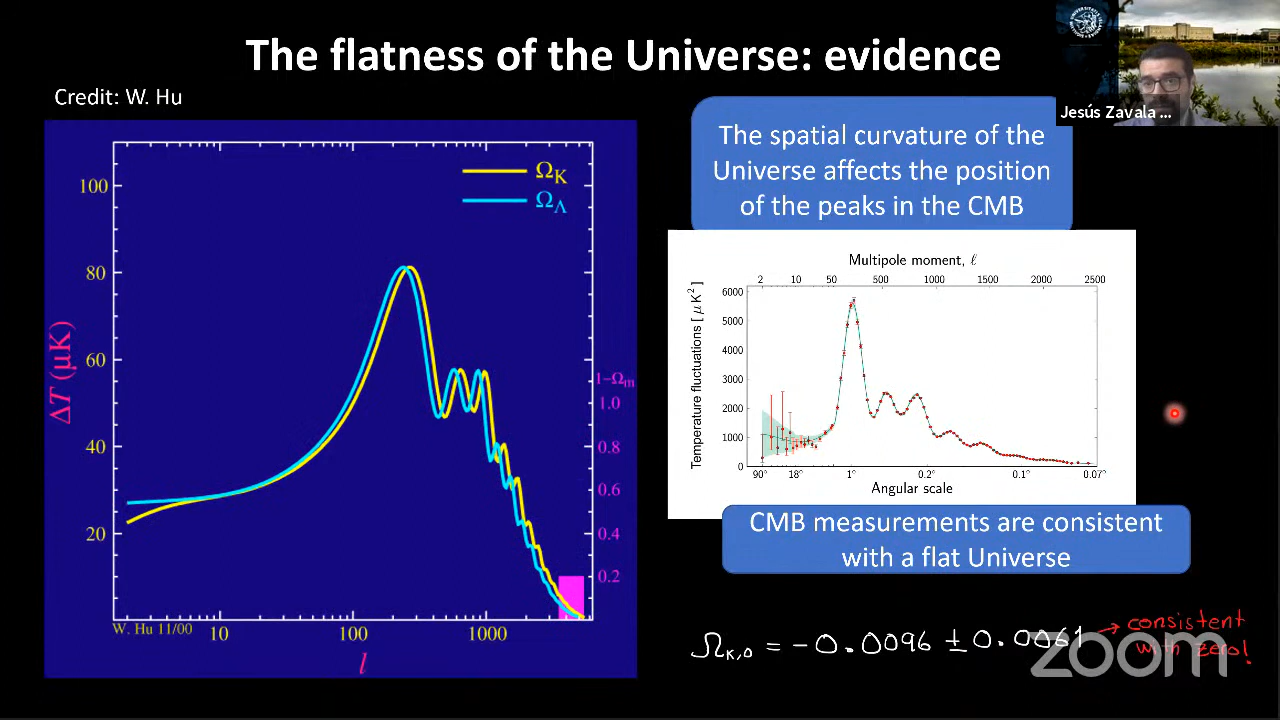 The flatness of the Universe: evidence
Credit: W. Hu
Jesús Zavala ...
The spatial curvature of the
Universe affects the position
of the peaks in the CMB
100
80
60
40
20
ΔT (μK)
Ω_K
Ω_Λ
1−Ω_m
1.0
0.8
0.6
0.4
0.2
W. Hu 11/00
10
100
1000
l
Multipole moment, ℓ
2 10 50 500 1000 1500 2000 2500
6000
5000
4000
3000
2000
1000
0
Temperature fluctuations [ μK² ]
90° 18° 1° 0.2° 0.1° 0.07°
Angular scale
CMB measurements are consistent
with a flat Universe
Ω_K,0 = −0.0096 ± 0.0061 → consistent
with zero!
zoom